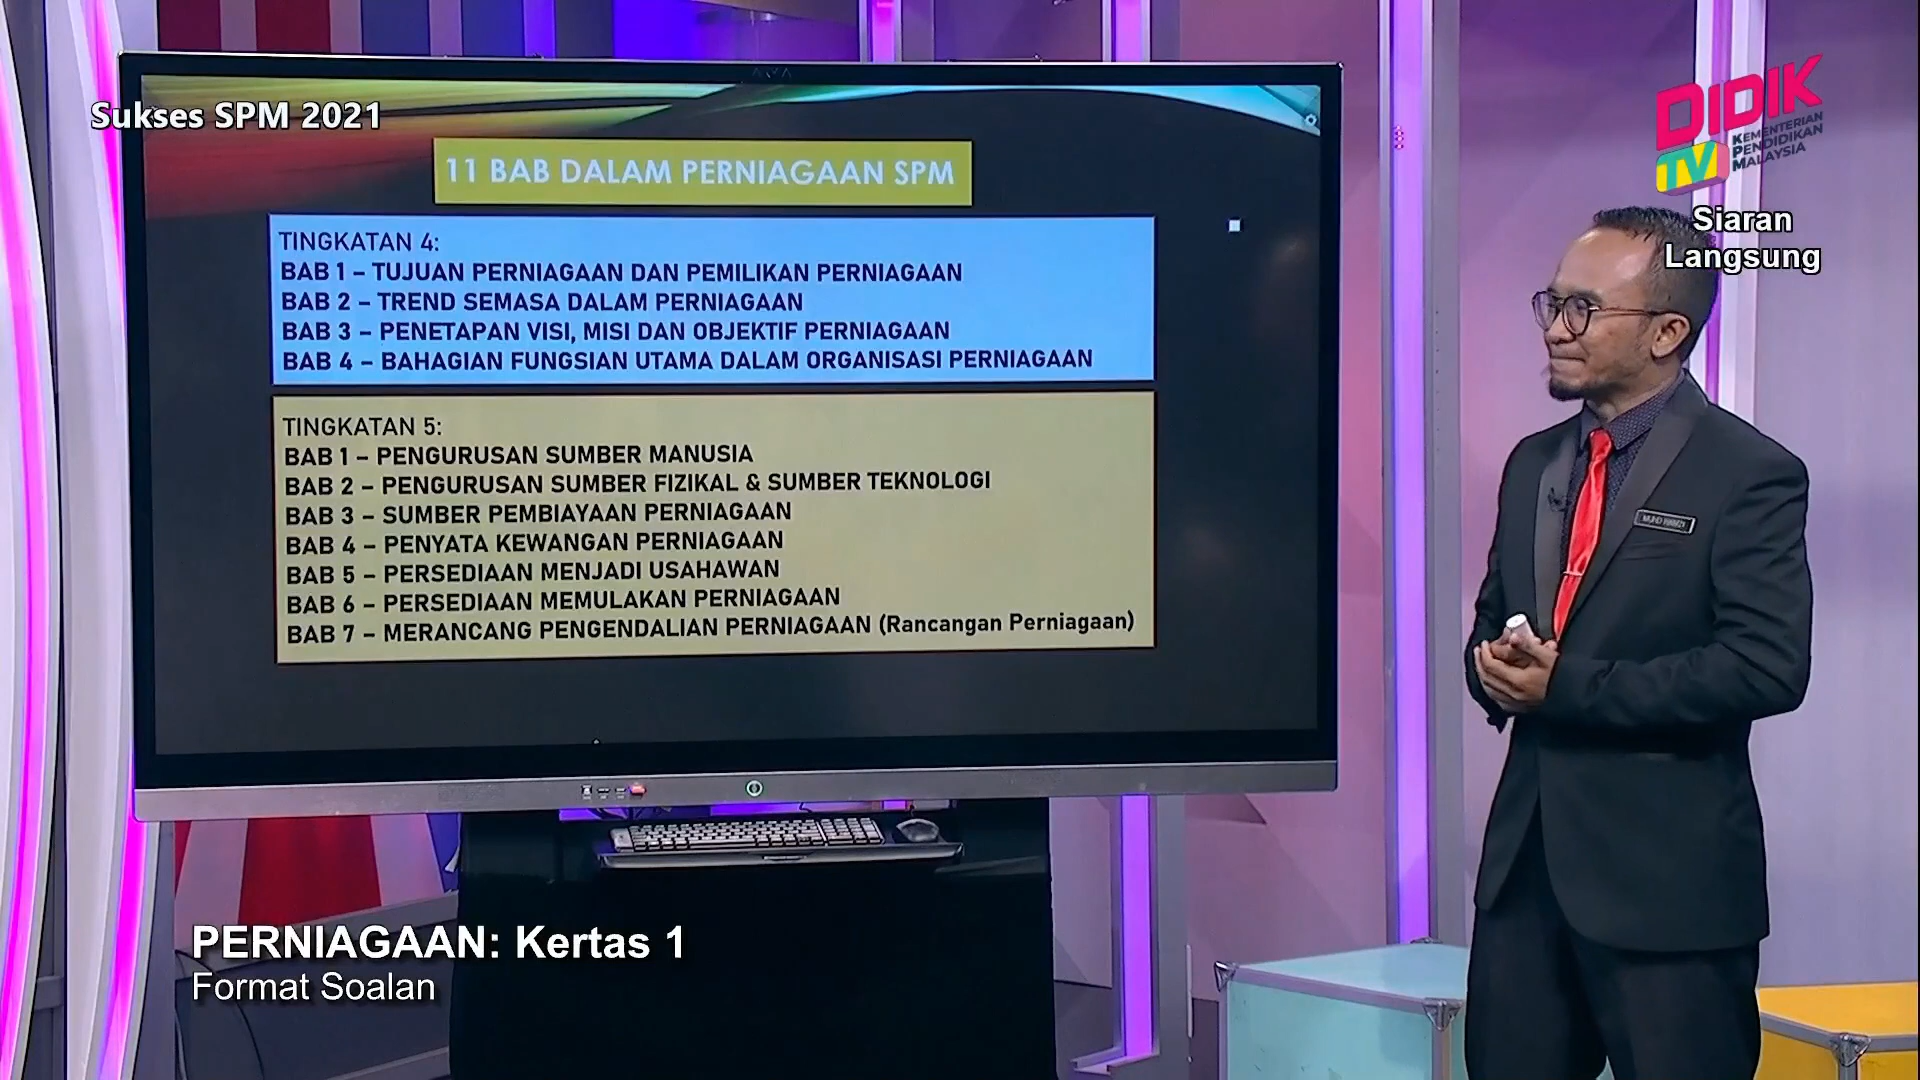 Sukses SPM 2021
DIDIK
TV
KEMENTERIAN
PENDIDIKAN
MALAYSIA
Siaran
Langsung
11 BAB DALAM PERNIAGAAN SPM
TINGKATAN 4:
BAB 1 – TUJUAN PERNIAGAAN DAN PEMILIKAN PERNIAGAAN
BAB 2 – TREND SEMASA DALAM PERNIAGAAN
BAB 3 – PENETAPAN VISI, MISI DAN OBJEKTIF PERNIAGAAN
BAB 4 – BAHAGIAN FUNGSIAN UTAMA DALAM ORGANISASI PERNIAGAAN
TINGKATAN 5:
BAB 1 – PENGURUSAN SUMBER MANUSIA
BAB 2 – PENGURUSAN SUMBER FIZIKAL & SUMBER TEKNOLOGI
BAB 3 – SUMBER PEMBIAYAAN PERNIAGAAN
BAB 4 – PENYATA KEWANGAN PERNIAGAAN
BAB 5 – PERSEDIAAN MENJADI USAHAWAN
BAB 6 – PERSEDIAAN MEMULAKAN PERNIAGAAN
BAB 7 – MERANCANG PENGENDALIAN PERNIAGAAN (Rancangan Perniagaan)
MUHD
PERNIAGAAN: Kertas 1
Format Soalan